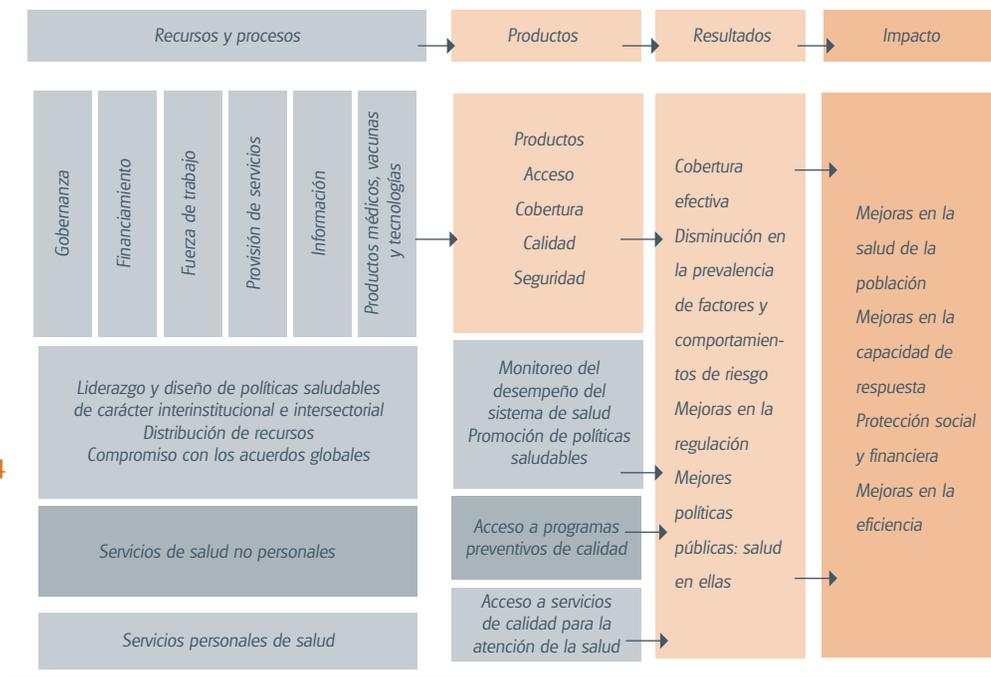 Recursos y procesos
Productos
Resultados
Impacto
Gobernanza
Financiamiento
Fuerza de trabajo
Provisión de servicios
Información
Productos médicos, vacunas
y tecnologías
Productos
Acceso
Cobertura
Calidad
Seguridad
Liderazgo y diseño de políticas saludables
de carácter interinstitucional e intersectorial
Distribución de recursos
Compromiso con los acuerdos globales
Monitoreo del
desempeño del
sistema de salud
Promoción de políticas
saludables
Servicios de salud no personales
Acceso a programas
preventivos de calidad
Servicios personales de salud
Acceso a servicios
de calidad para la
atención de la salud
Cobertura
efectiva
Disminución en
la prevalencia
de factores y
comportamien-
tos de riesgo
Mejoras en la
regulación
Mejores
políticas
públicas: salud
en ellas
Mejoras en la
salud de la
población
Mejoras en la
capacidad de
respuesta
Protección social
y financiera
Mejoras en la
eficiencia
4